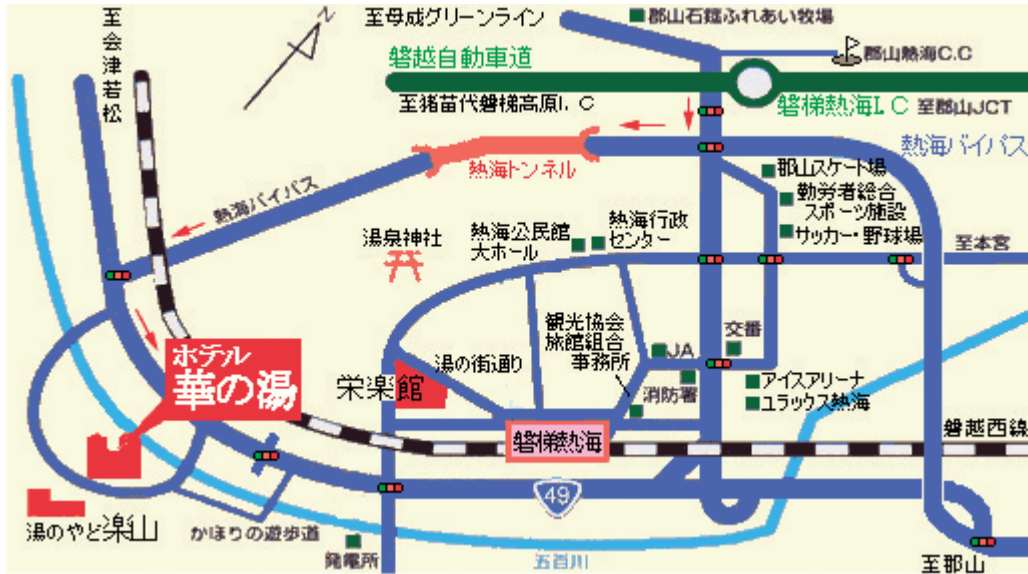 至母成グリーンライン
郡山石筵ふれあい牧場
至会津若松
N
磐越自動車道
郡山熱海C.C
至猪苗代磐梯高原I.C
磐梯熱海I.C
至郡山JCT
熱海バイパス
熱海トンネル
郡山スケート場
熱海バイパス
勤労者総合
スポーツ施設
湯泉神社
熱海公民館
大ホール
熱海行政
センター
サッカー・野球場
至本宮
観光協会
旅館組合
事務所
交番
ホテル
華の湯
湯の街通り
JA
栄楽館
消防署
アイスアリーナ
ユラックス熱海
磐梯熱海
磐越西線
49
湯のやど楽山
かほりの遊歩道
発電所
五百川
至郡山